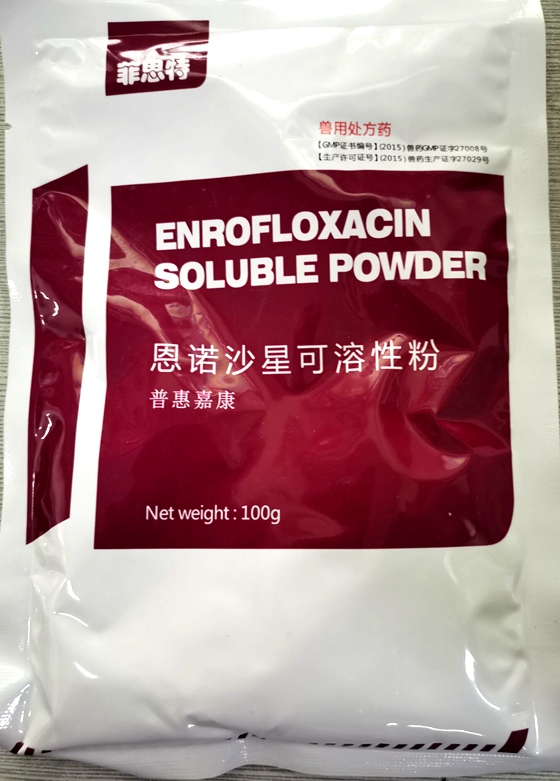 菲思特
兽用处方药
【GMP证书编号】(2015)兽药GMP证字27008号
【生产许可证号】(2015)兽药生产证字27029号
ENROFLOXACIN
SOLUBLE POWDER
恩诺沙星可溶性粉
普惠嘉康
Net weight : 100g